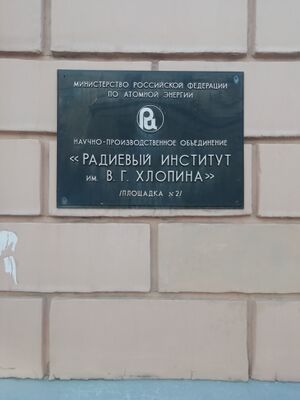 МИНИСТЕРСТВО РОССИЙСКОЙ ФЕДЕРАЦИИ
ПО АТОМНОЙ ЭНЕРГИИ
НАУЧНО-ПРОИЗВОДСТВЕННОЕ ОБЪЕДИНЕНИЕ
«РАДИЕВЫЙ ИНСТИТУТ
им. В. Г. ХЛОПИНА»
/ПЛОЩАДКА №2/